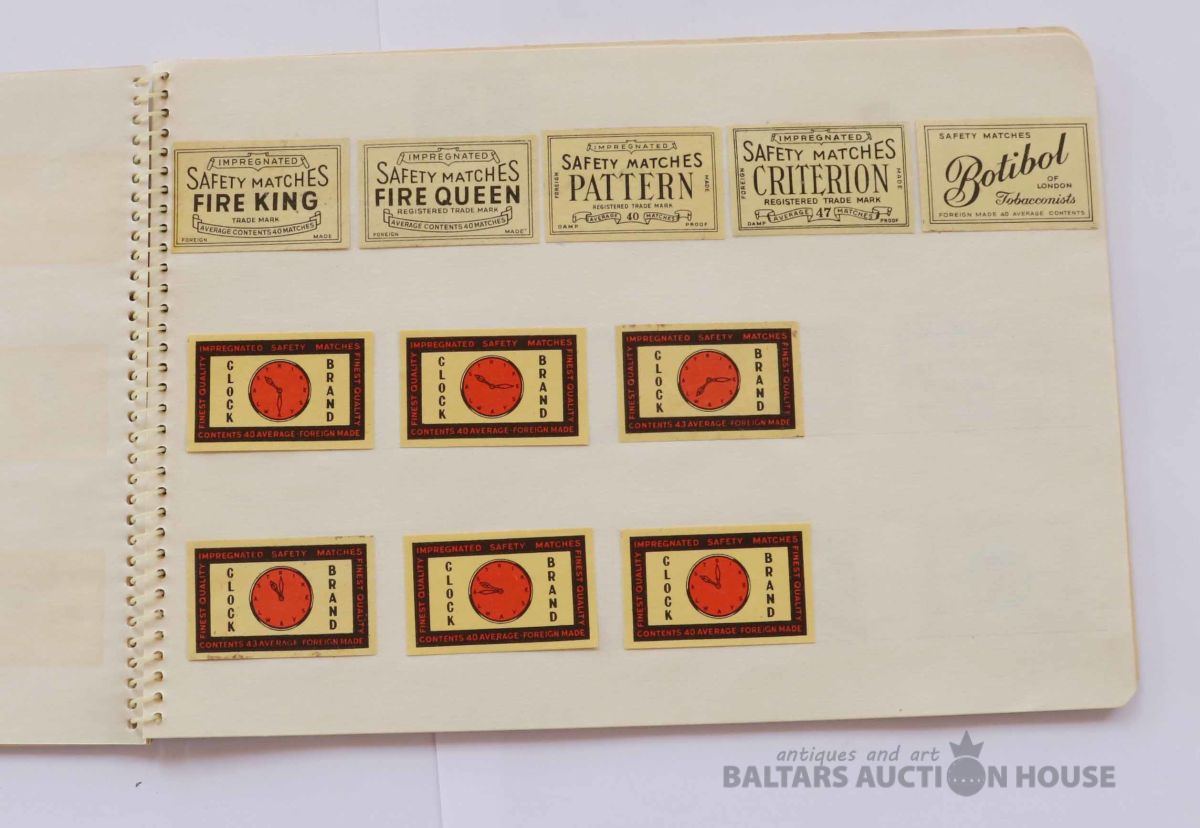 IMPREGNATED
SAFETY MATCHES
FIRE KING
TRADE MARK
AVERAGE CONTENTS 40 MATCHES
FOREIGN MADE
IMPREGNATED
SAFETY MATCHES
FIRE QUEEN
REGISTERED TRADE MARK
AVERAGE CONTENTS 40 MATCHES
FOREIGN MADE
IMPREGNATED
SAFETY MATCHES
FOREIGN PATTERN MADE
REGISTERED TRADE MARK
AVERAGE 40 MATCHES
DAMP PROOF
IMPREGNATED
SAFETY MATCHES
FOREIGN CRITERION MADE
REGISTERED TRADE MARK
AVERAGE 47 MATCHES
DAMP PROOF
SAFETY MATCHES
Botibol
OF
LONDON
Tobacconists
FOREIGN MADE 40 AVERAGE CONTENTS
IMPREGNATED SAFETY MATCHES
FINEST QUALITY
CLOCK
BRAND
FINEST QUALITY
CONTENTS 40 AVERAGE·FOREIGN MADE
IMPREGNATED SAFETY MATCHES
FINEST QUALITY
CLOCK
BRAND
FINEST QUALITY
CONTENTS 40 AVERAGE·FOREIGN MADE
IMPREGNATED SAFETY MATCHES
FINEST QUALITY
CLOCK
BRAND
FINEST QUALITY
CONTENTS 43 AVERAGE·FOREIGN MADE
IMPREGNATED SAFETY MATCHES
FINEST QUALITY
CLOCK
BRAND
FINEST QUALITY
CONTENTS 43 AVERAGE·FOREIGN MADE
IMPREGNATED SAFETY MATCHES
FINEST QUALITY
CLOCK
BRAND
FINEST QUALITY
CONTENTS 40 AVERAGE·FOREIGN MADE
IMPREGNATED SAFETY MATCHES
FINEST QUALITY
CLOCK
BRAND
FINEST QUALITY
CONTENTS 40 AVERAGE·FOREIGN MADE
antiques and art
BALTARS AUCTION HOUSE